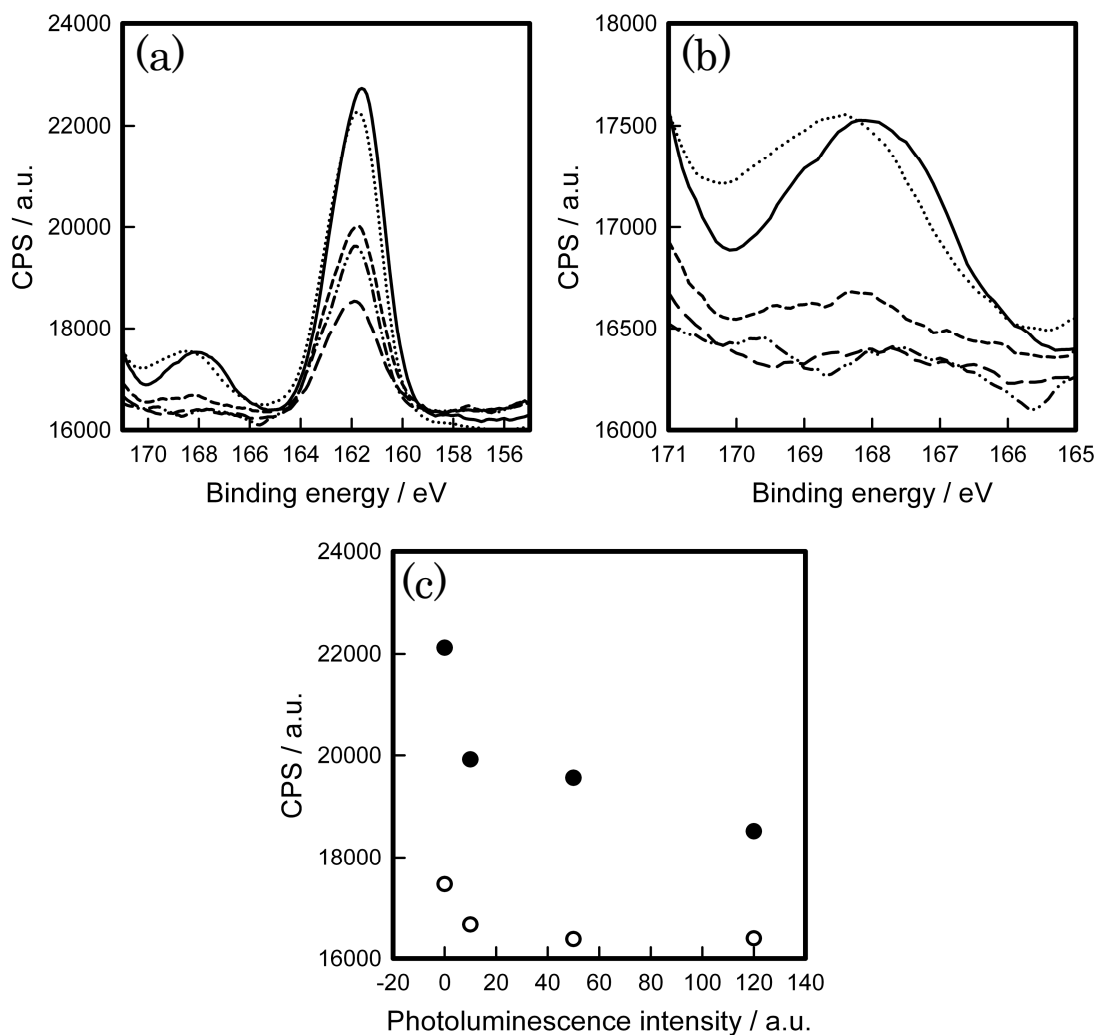 (a)
24000
22000
20000
18000
16000
CPS / a.u.
170 168 166 164 162 160 158 156
Binding energy / eV
(b)
18000
17500
17000
16500
16000
CPS / a.u.
171 170 169 168 167 166 165
Binding energy / eV
(c)
24000
22000
20000
18000
16000
CPS / a.u.
-20 0 20 40 60 80 100 120 140
Photoluminescence intensity / a.u.